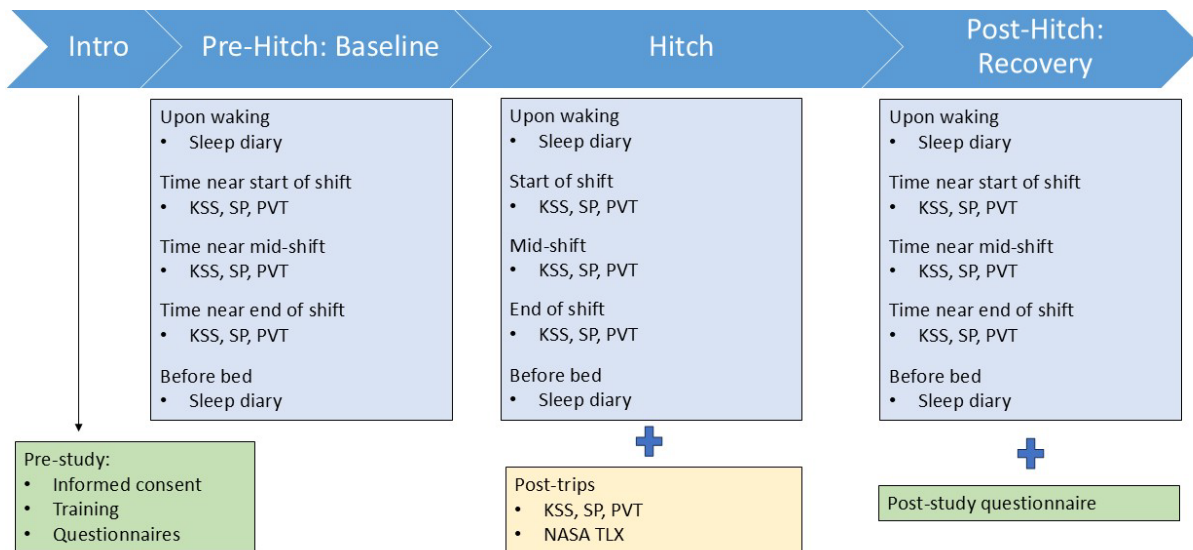 Intro
Pre-Hitch: Baseline
Hitch
Post-Hitch:
Recovery
Upon waking
• Sleep diary
Time near start of shift
• KSS, SP, PVT
Time near mid-shift
• KSS, SP, PVT
Time near end of shift
• KSS, SP, PVT
Before bed
• Sleep diary
Upon waking
• Sleep diary
Start of shift
• KSS, SP, PVT
Mid-shift
• KSS, SP, PVT
End of shift
• KSS, SP, PVT
Before bed
• Sleep diary
Upon waking
• Sleep diary
Time near start of shift
• KSS, SP, PVT
Time near mid-shift
• KSS, SP, PVT
Time near end of shift
• KSS, SP, PVT
Before bed
• Sleep diary
Pre-study:
• Informed consent
• Training
• Questionnaires
Post-trips
• KSS, SP, PVT
• NASA TLX
Post-study questionnaire